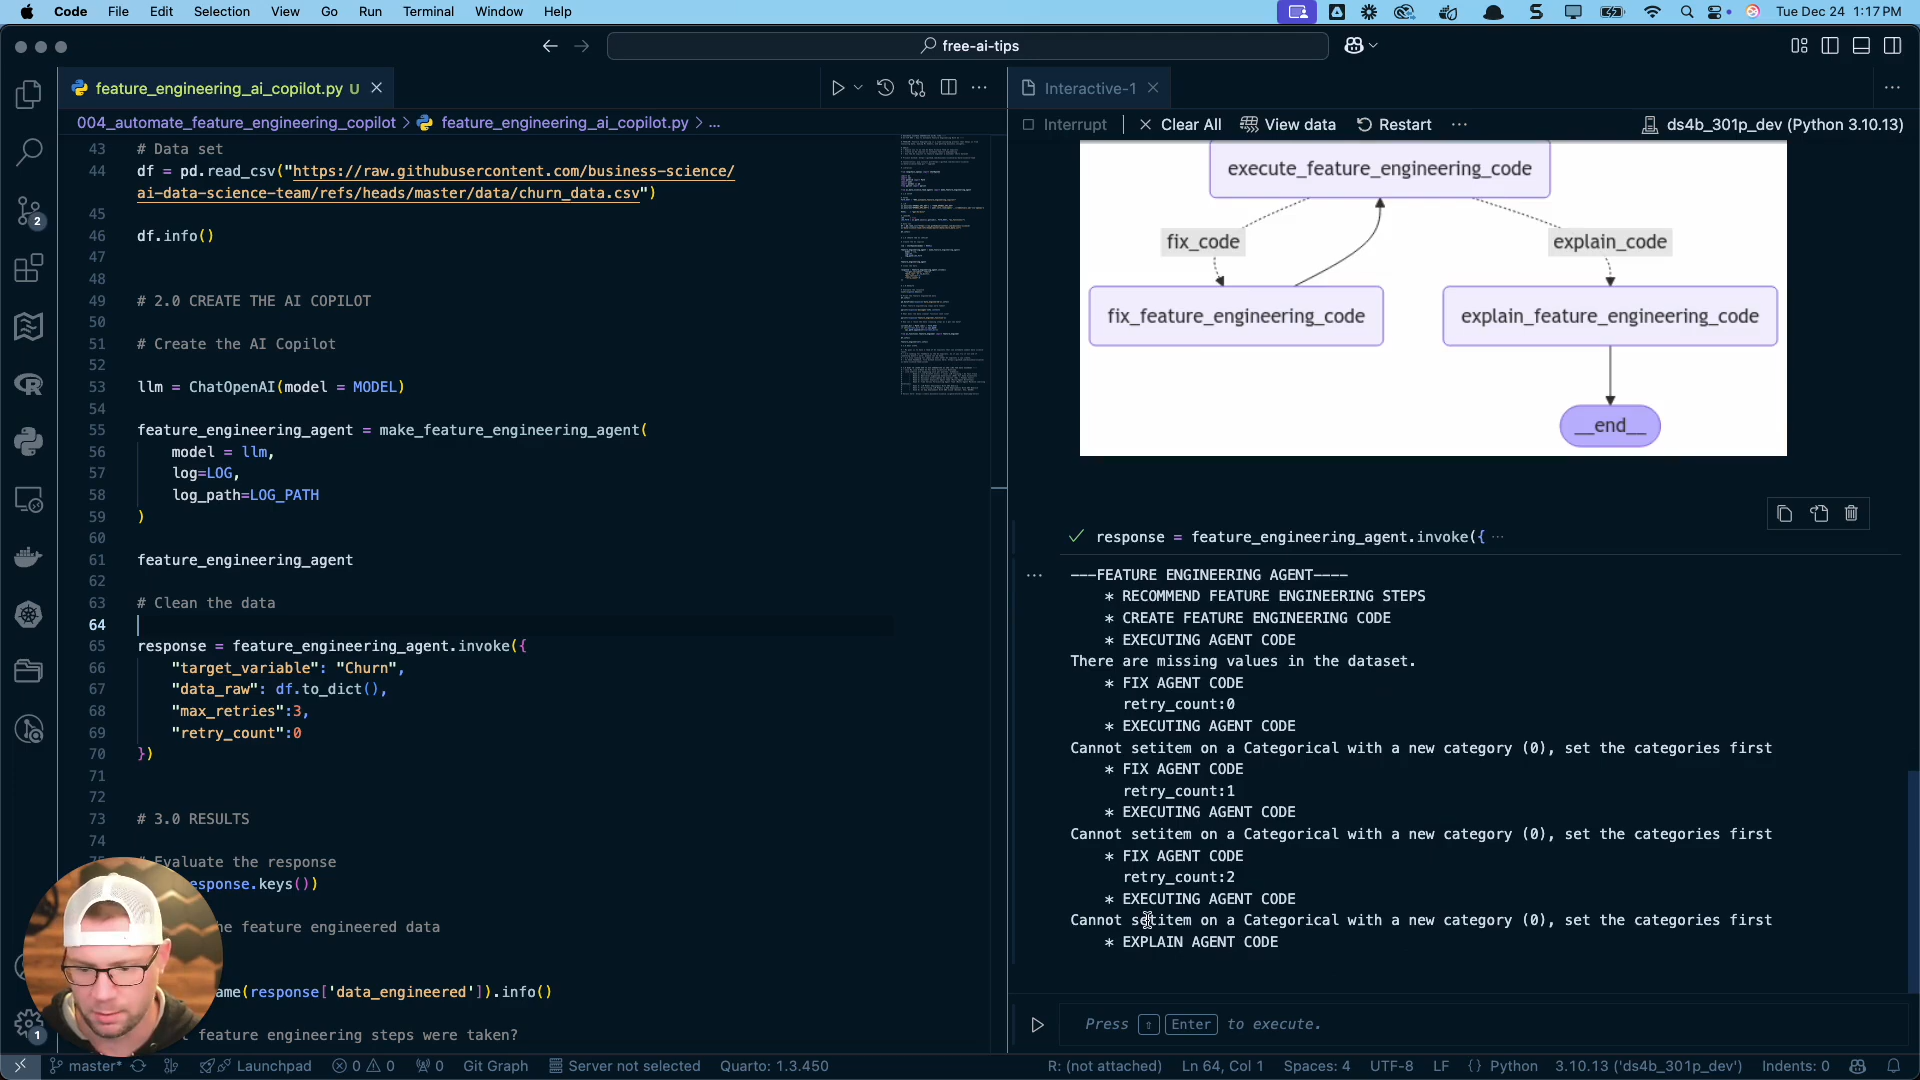 Code File Edit Selection View Go Run Terminal Window Help
Tue Dec 24 1:17 PM
free-ai-tips
feature_engineering_ai_copilot.py U
004_automate_feature_engineering_copilot > feature_engineering_ai_copilot.py > ...
43 # Data set
44 df = pd.read_csv("https://raw.githubusercontent.com/business-science/
ai-data-science-team/refs/heads/master/data/churn_data.csv")
45
46 df.info()
47
48
49 # 2.0 CREATE THE AI COPILOT
50
51 # Create the AI Copilot
52
53 llm = ChatOpenAI(model = MODEL)
54
55 feature_engineering_agent = make_feature_engineering_agent(
56 model = llm,
57 log=LOG,
58 log_path=LOG_PATH
59 )
60
61 feature_engineering_agent
62
63 # Clean the data
64
65 response = feature_engineering_agent.invoke({
66 "target_variable": "Churn",
67 "data_raw": df.to_dict(),
68 "max_retries":3,
69 "retry_count":0
70 })
71
72
73 # 3.0 RESULTS
74
Evaluate the response
esponse.keys())
he feature engineered data
ame(response['data_engineered']).info()
feature engineering steps were taken?
2
1
Interactive-1
Interrupt Clear All View data Restart ... ds4b_301p_dev (Python 3.10.13)
execute_feature_engineering_code
fix_code explain_code
fix_feature_engineering_code explain_feature_engineering_code
__end__
response = feature_engineering_agent.invoke({ ...
---FEATURE ENGINEERING AGENT----
* RECOMMEND FEATURE ENGINEERING STEPS
* CREATE FEATURE ENGINEERING CODE
* EXECUTING AGENT CODE
There are missing values in the dataset.
* FIX AGENT CODE
retry_count:0
* EXECUTING AGENT CODE
Cannot setitem on a Categorical with a new category (0), set the categories first
* FIX AGENT CODE
retry_count:1
* EXECUTING AGENT CODE
Cannot setitem on a Categorical with a new category (0), set the categories first
* FIX AGENT CODE
retry_count:2
* EXECUTING AGENT CODE
Cannot setitem on a Categorical with a new category (0), set the categories first
* EXPLAIN AGENT CODE
Press ⇧ Enter to execute.
master* Launchpad 0 0 0 Git Graph Server not selected Quarto: 1.3.450 R: (not attached) Ln 64, Col 1 Spaces: 4 UTF-8 LF {} Python 3.10.13 ('ds4b_301p_dev') Indents: 0